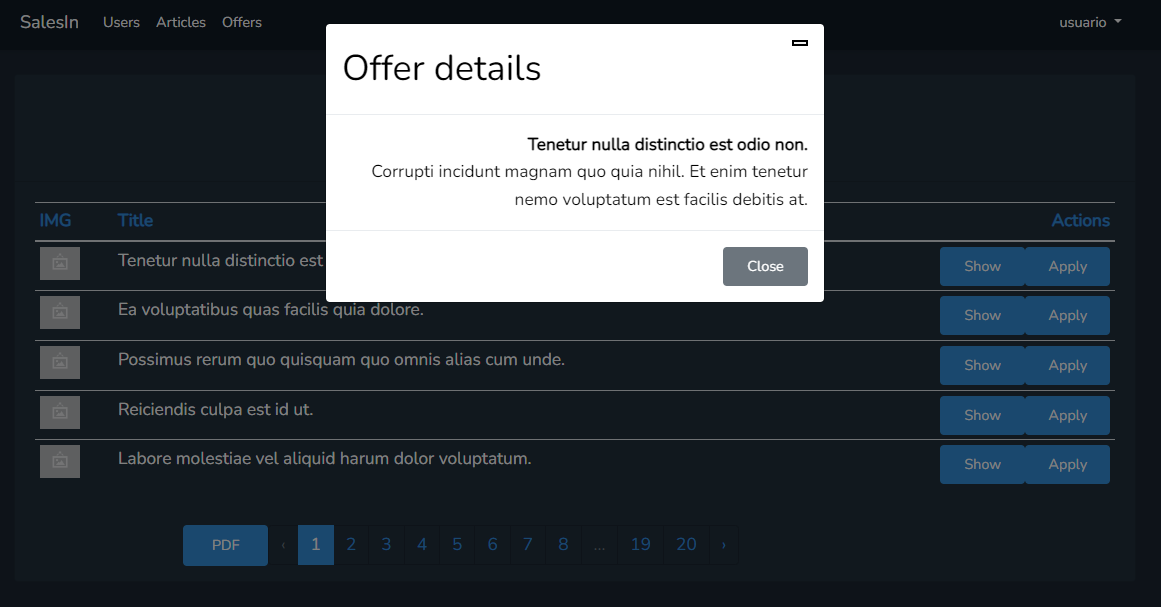 SalesIn Users Articles Offers usuario
Offer details
Tenetur nulla distinctio est odio non.
Corrupti incidunt magnam quo quia nihil. Et enim tenetur
nemo voluptatum est facilis debitis at.
Close
IMG Title Actions
Tenetur nulla distinctio est Show Apply
Ea voluptatibus quas facilis quia dolore. Show Apply
Possimus rerum quo quisquam quo omnis alias cum unde. Show Apply
Reiciendis culpa est id ut. Show Apply
Labore molestiae vel aliquid harum dolor voluptatum. Show Apply
PDF ‹ 1 2 3 4 5 6 7 8 ... 19 20 ›